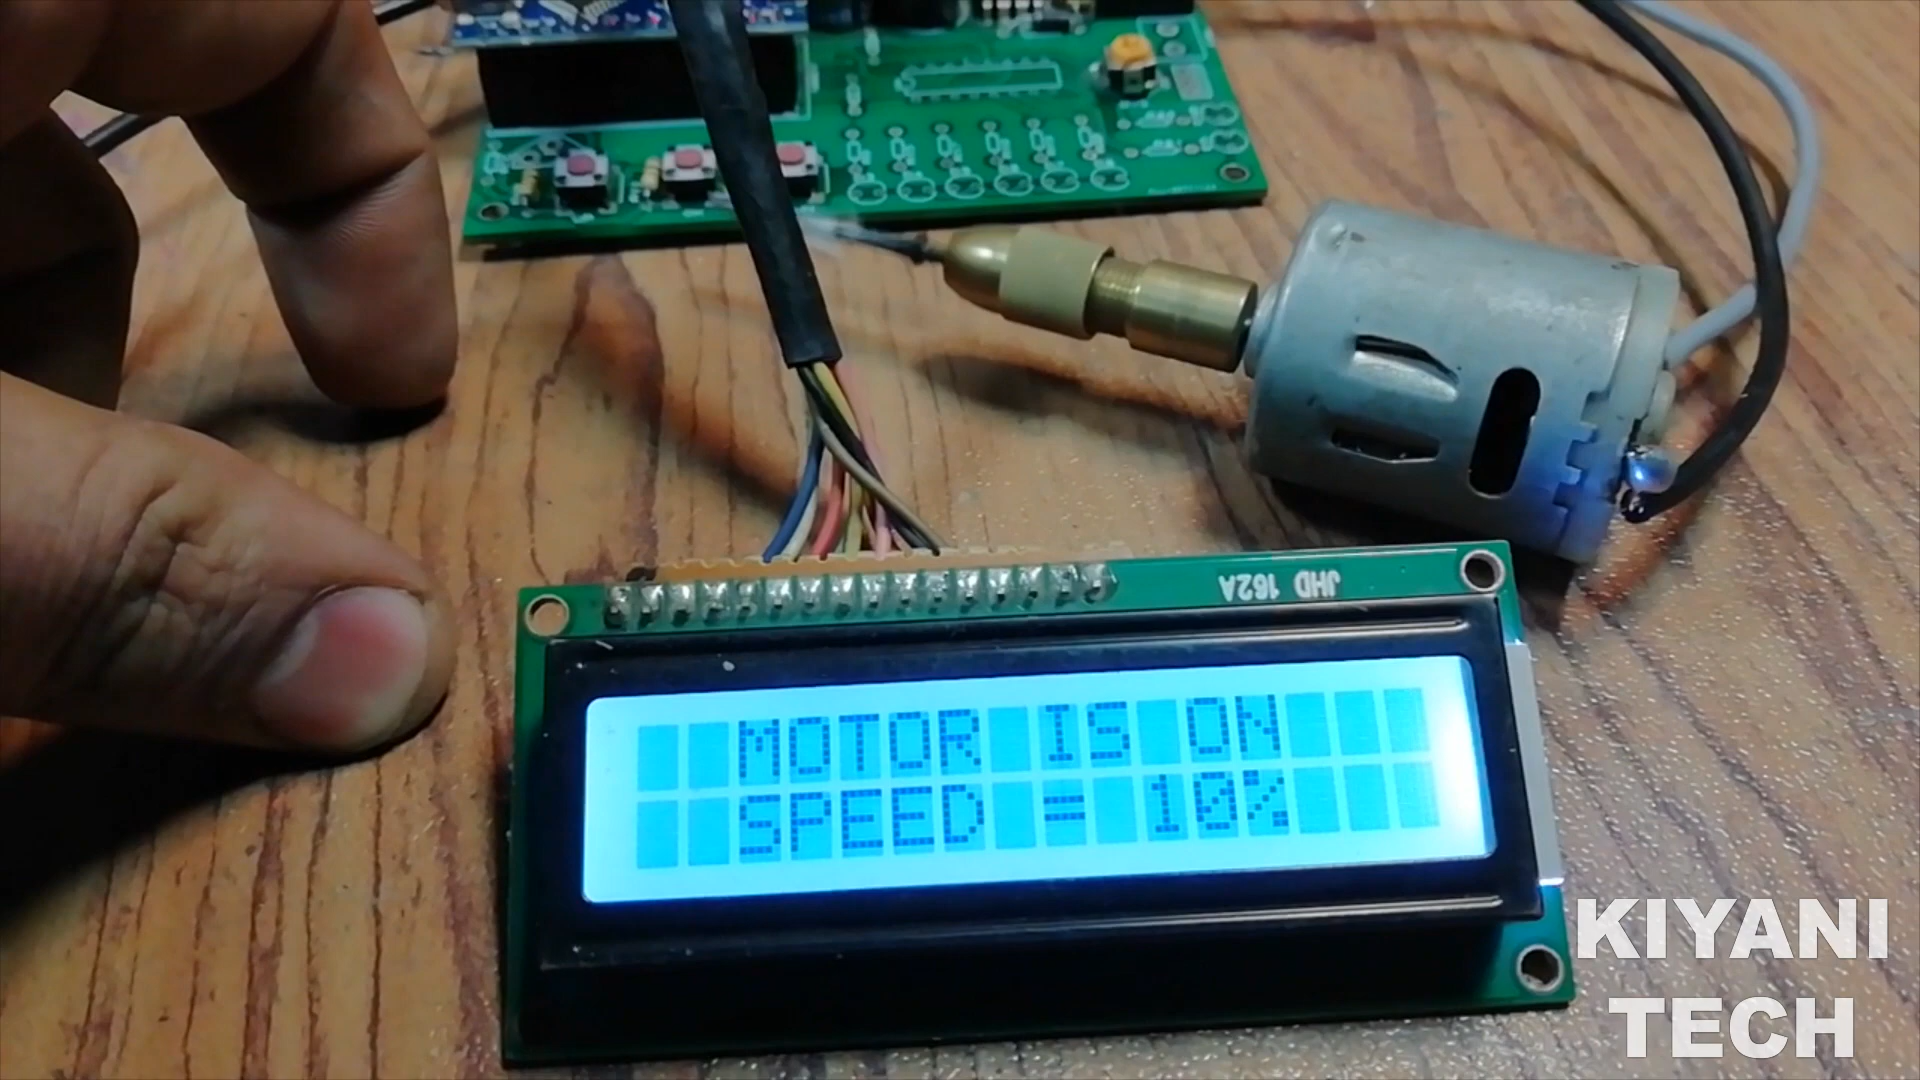 JHD 162A
MOTOR IS ON
SPEED = 10%
KIYANI
TECH